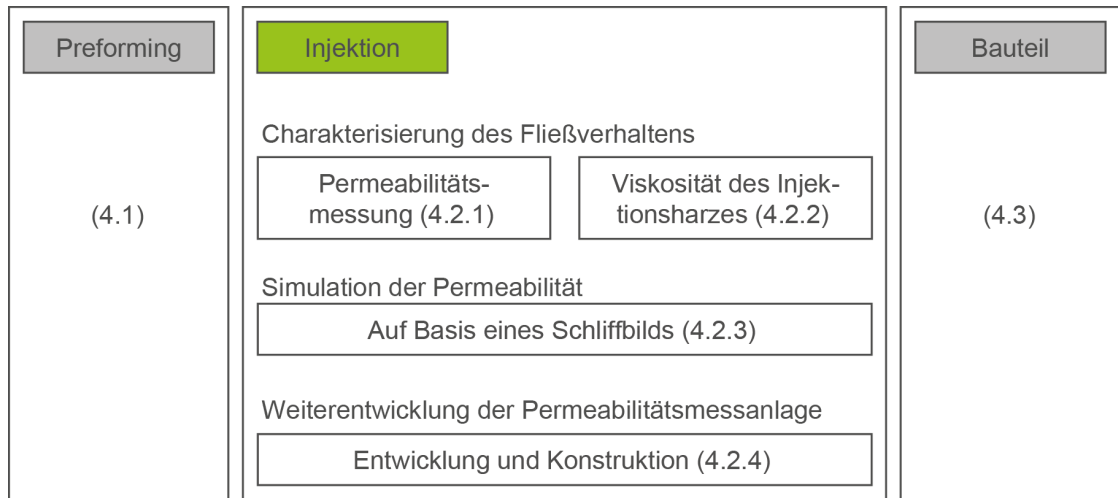 Preforming
(4.1)
Injektion
Charakterisierung des Fließverhaltens
Permeabilitäts-
messung (4.2.1)
Viskosität des Injek-
tionsharzes (4.2.2)
Simulation der Permeabilität
Auf Basis eines Schliffbilds (4.2.3)
Weiterentwicklung der Permeabilitätsmessanlage
Entwicklung und Konstruktion (4.2.4)
Bauteil
(4.3)